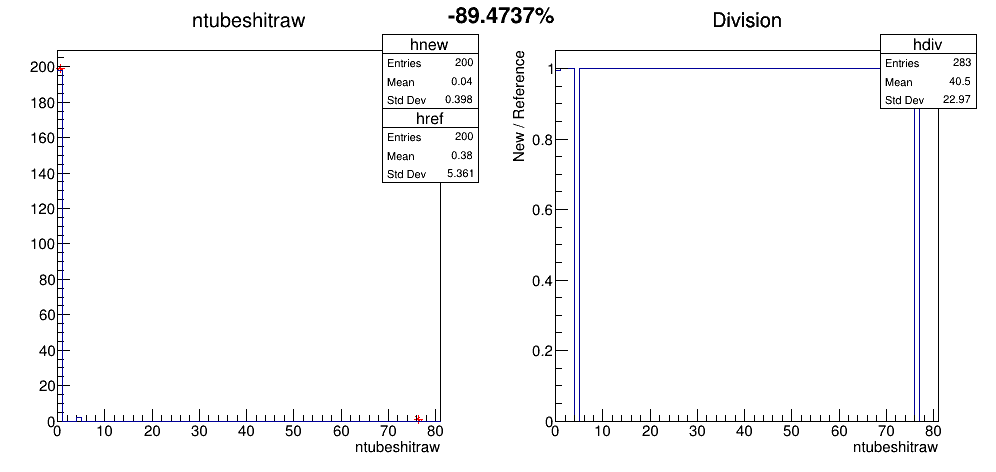 -89.4737%
ntubeshitraw
hnew
Entries 200
Mean 0.04
Std Dev 0.398
href
Entries 200
Mean 0.38
Std Dev 5.361
200
180
160
140
120
100
80
60
40
20
0
0 10 20 30 40 50 60 70 80
ntubeshitraw
Division
hdiv
Entries 283
Mean 40.5
Std Dev 22.97
New / Reference
1
0.8
0.6
0.4
0.2
0
0 10 20 30 40 50 60 70 80
ntubeshitraw